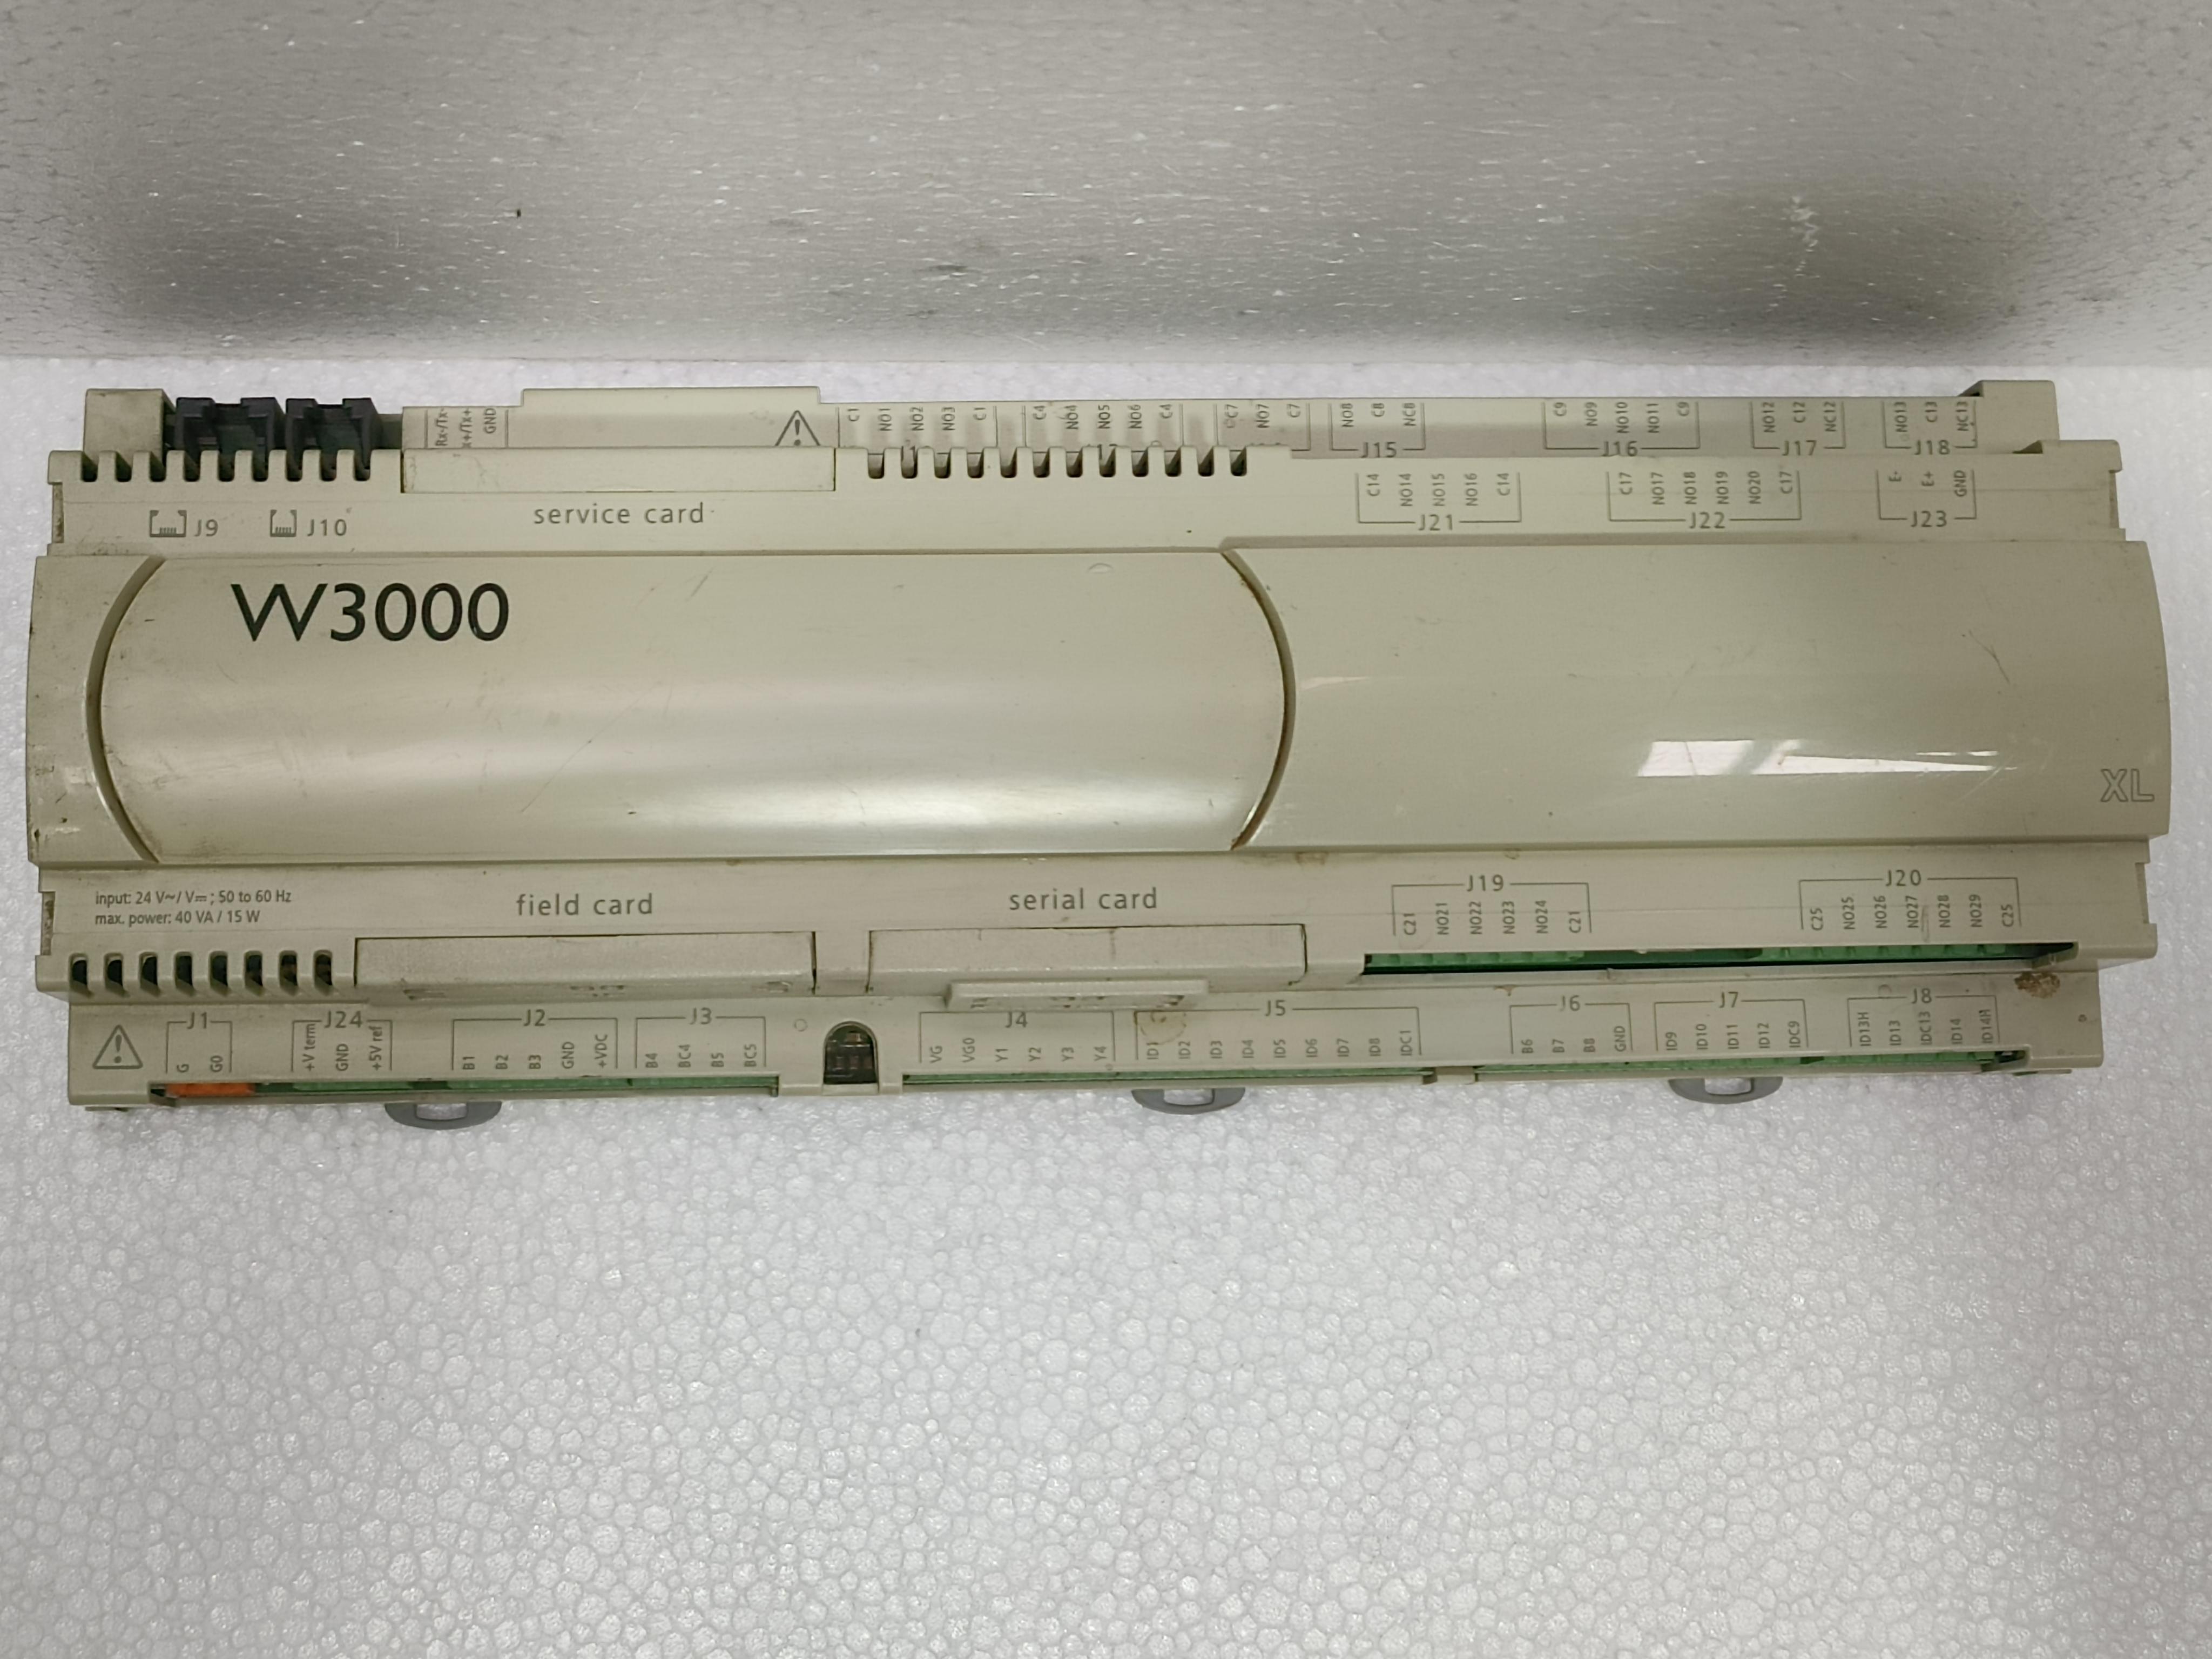 Rx-/Tx- GND
C1 NO1 NO2 NO3 C1
C4 NO4 NO5 NO6 C4
C7 NO7 C7
NO8 C8 NC8
J15
C9 NO9 NO10 NO11 C9
J16
NO12 C12 NC12
J17
NO13 C13 NC13
J18
C14 NO14 NO15 NO16 C14
J21
C17 NO17 NO18 NO19 NO20 C17
J22
E- E+ GND
J23
J9
J10
service card
W3000
XL
input: 24 V~/ V⎓ ; 50 to 60 Hz
max. power: 40 VA / 15 W
field card
serial card
J19
C21 NO21 NO22 NO23 NO24 C21
J20
C25 NO25 NO26 NO27 NO28 NO29 C25
J1
G G0
J24
+V term GND +5V ref
J2
B1 B2 B3 GND +VDC
J3
B4 BC4 B5 BC5
J4
VG VG0 Y1 Y2 Y3 Y4
J5
ID1 ID2 ID3 ID4 ID5 ID6 ID7 ID8 IDC1
J6
B6 B7 B8 GND
J7
ID9 ID10 ID11 ID12 IDC9
J8
ID13H ID13 IDC13 ID14 ID14H